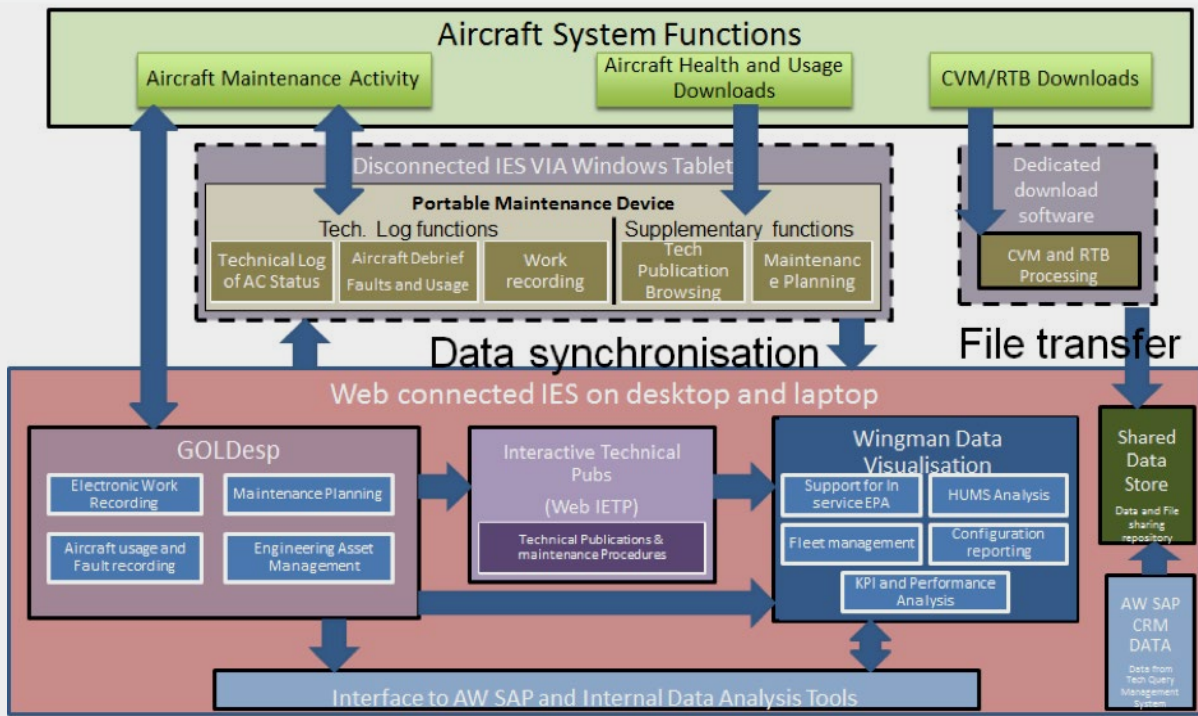 Aircraft System Functions
Aircraft Maintenance Activity
Aircraft Health and Usage
Downloads
CVM/RTB Downloads
Disconnected IES VIA Windows Tablet
Portable Maintenance Device
Tech. Log functions
Supplementary functions
Technical Log
of AC Status
Aircraft Debrief
Faults and Usage
Work
recording
Tech
Publication
Browsing
Maintenanc
e Planning
Dedicated
download
software
CVM and RTB
Processing
Data synchronisation
File transfer
Web connected IES on desktop and laptop
GOLDesp
Electronic Work
Recording
Maintenance Planning
Aircraft usage and
Fault recording
Engineering Asset
Management
Interactive Technical
Pubs
(Web IETP)
Technical Publications &
maintenance Procedures
Wingman Data
Visualisation
Support for In
service EPA
HUMS Analysis
Fleet management
Configuration
reporting
KPI and Performance
Analysis
Shared
Data
Store
Data and File
sharing
repository
AW SAP
CRM
DATA
Data from
Tech Query
Management
System
Interface to AW SAP and Internal Data Analysis Tools